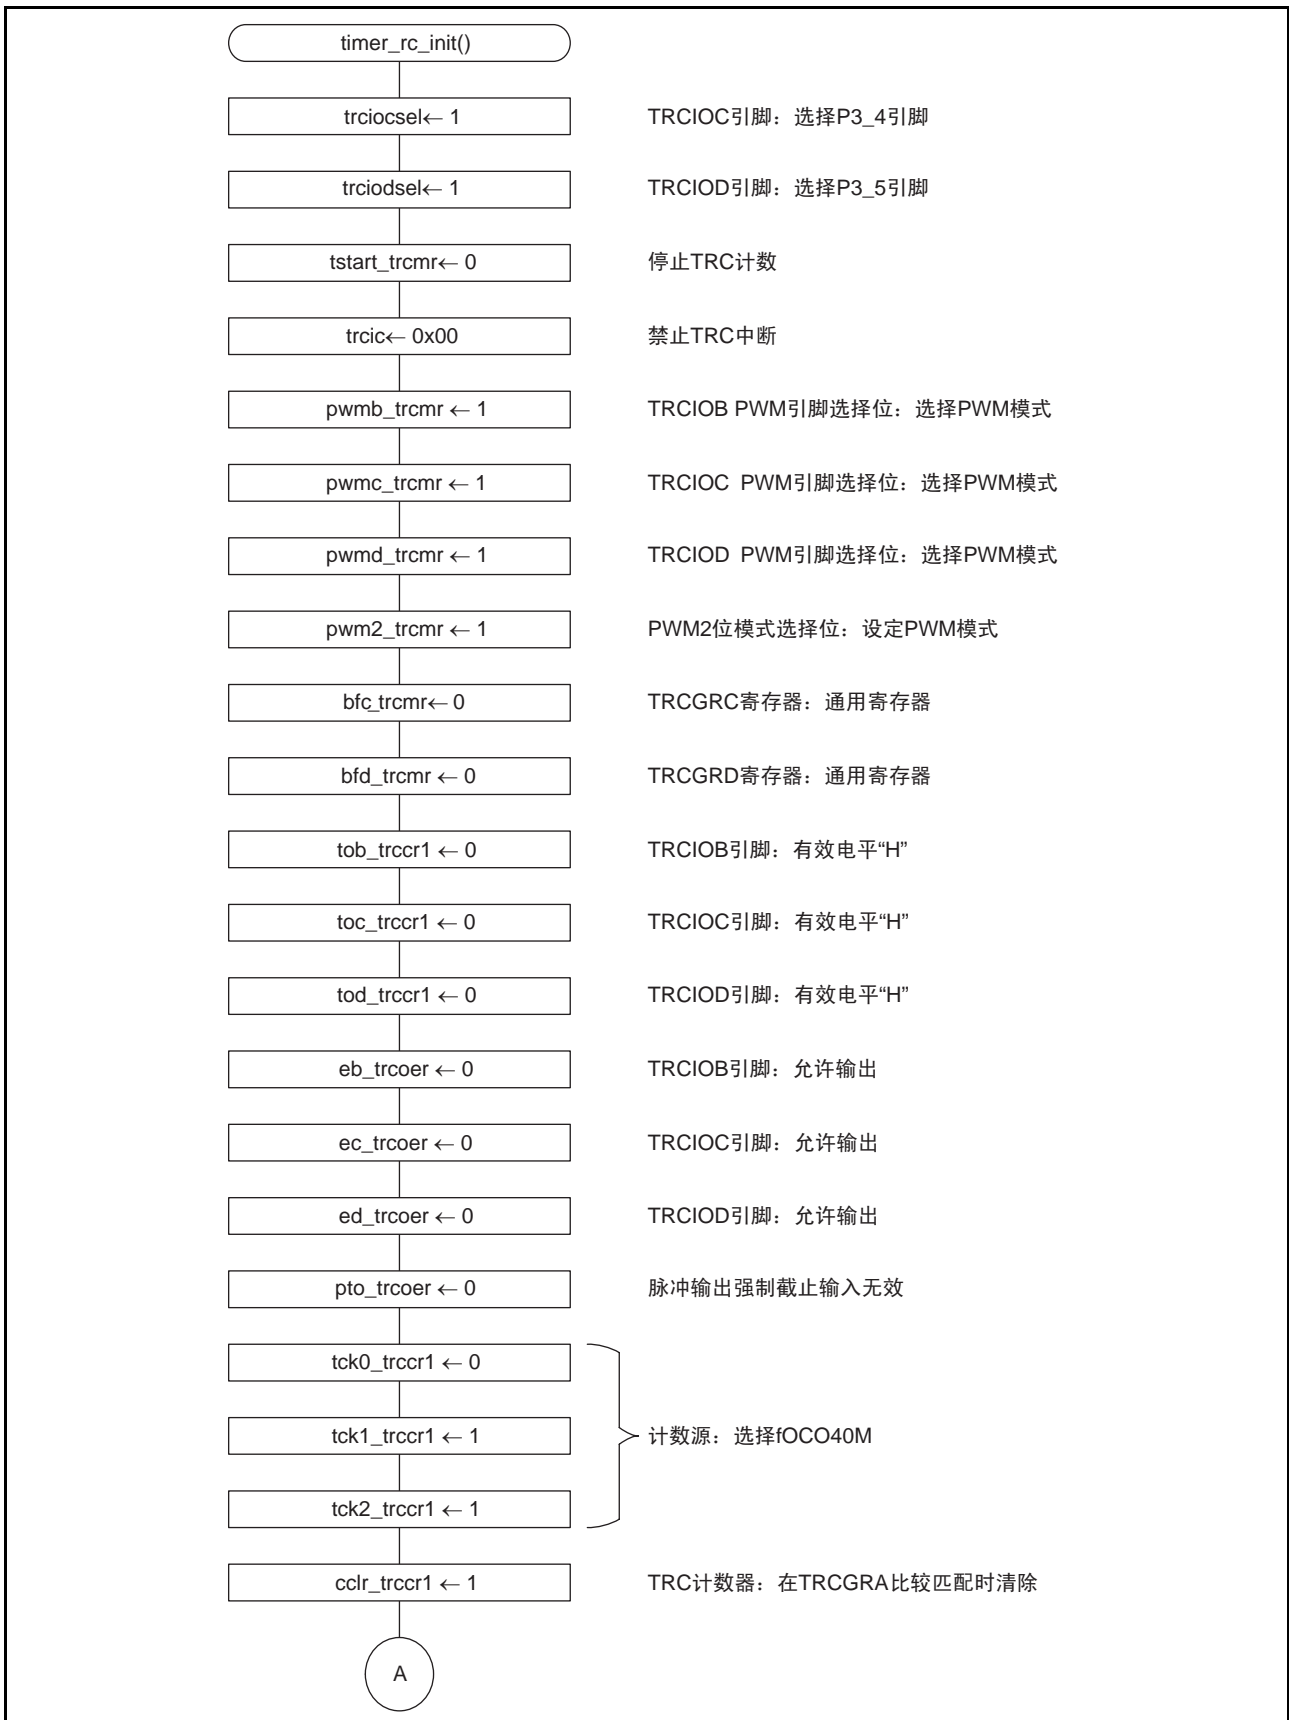 timer_rc_init()
trciocsel← 1 TRCIOC引脚：选择P3_4引脚
trciodsel← 1 TRCIOD引脚：选择P3_5引脚
tstart_trcmr← 0 停止TRC计数
trcic← 0x00 禁止TRC中断
pwmb_trcmr ← 1 TRCIOB PWM引脚选择位：选择PWM模式
pwmc_trcmr ← 1 TRCIOC PWM引脚选择位：选择PWM模式
pwmd_trcmr ← 1 TRCIOD PWM引脚选择位：选择PWM模式
pwm2_trcmr ← 1 PWM2位模式选择位：设定PWM模式
bfc_trcmr← 0 TRCGRC寄存器：通用寄存器
bfd_trcmr ← 0 TRCGRD寄存器：通用寄存器
tob_trccr1 ← 0 TRCIOB引脚：有效电平“H”
toc_trccr1 ← 0 TRCIOC引脚：有效电平“H”
tod_trccr1 ← 0 TRCIOD引脚：有效电平“H”
eb_trcoer ← 0 TRCIOB引脚：允许输出
ec_trcoer ← 0 TRCIOC引脚：允许输出
ed_trcoer ← 0 TRCIOD引脚：允许输出
pto_trcoer ← 0 脉冲输出强制截止输入无效
tck0_trccr1 ← 0
tck1_trccr1 ← 1 计数源：选择fOCO40M
tck2_trccr1 ← 1
cclr_trccr1 ← 1 TRC计数器：在TRCGRA比较匹配时清除
A